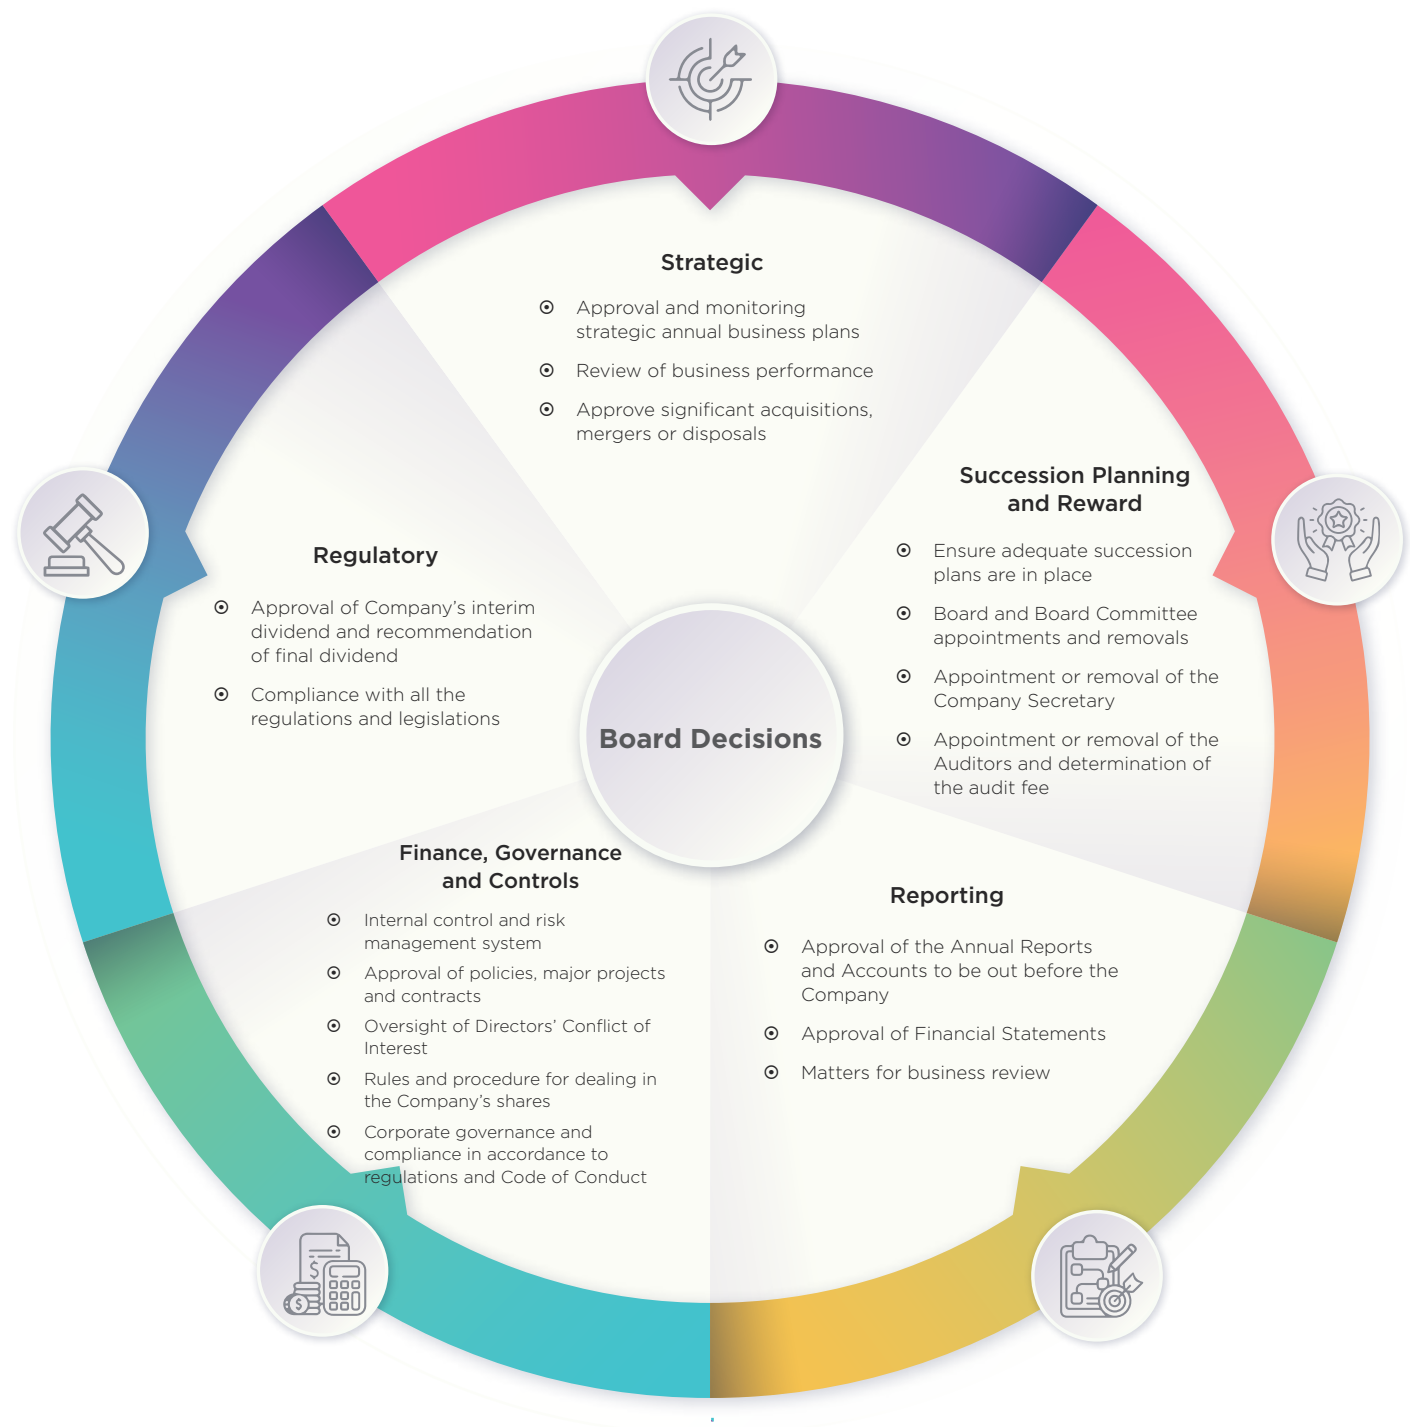 Strategic
Approval and monitoring
strategic annual business plans
Review of business performance
Approve significant acquisitions,
mergers or disposals
Succession Planning
and Reward
Ensure adequate succession
plans are in place
Board and Board Committee
appointments and removals
Appointment or removal of the
Company Secretary
Appointment or removal of the
Auditors and determination of
the audit fee
Regulatory
Approval of Company’s interim
dividend and recommendation
of final dividend
Compliance with all the
regulations and legislations
Board Decisions
Finance, Governance
and Controls
Internal control and risk
management system
Approval of policies, major projects
and contracts
Oversight of Directors’ Conflict of
Interest
Rules and procedure for dealing in
the Company’s shares
Corporate governance and
compliance in accordance to
regulations and Code of Conduct
Reporting
Approval of the Annual Reports
and Accounts to be out before the
Company
Approval of Financial Statements
Matters for business review